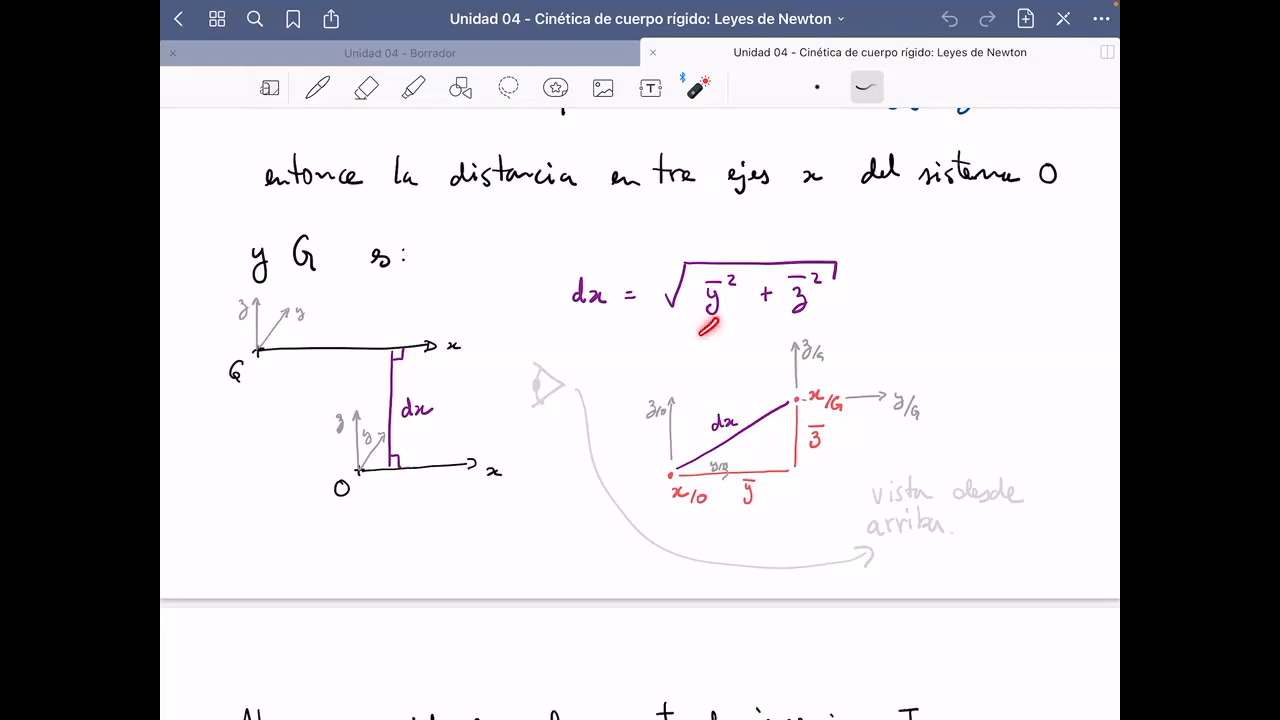 Unidad 04 - Cinética de cuerpo rígido: Leyes de Newton
Unidad 04 - Borrador
Unidad 04 - Cinética de cuerpo rígido: Leyes de Newton
entonce la distancia entre ejes x del sistema O
y G s:
dx = √(ȳ² + z̄²)
z y
x
G
dx
z y
x
O
z/G
x/G y/G
z/O
dx
z̄
y/O
x/O ȳ
vista desde
arriba.